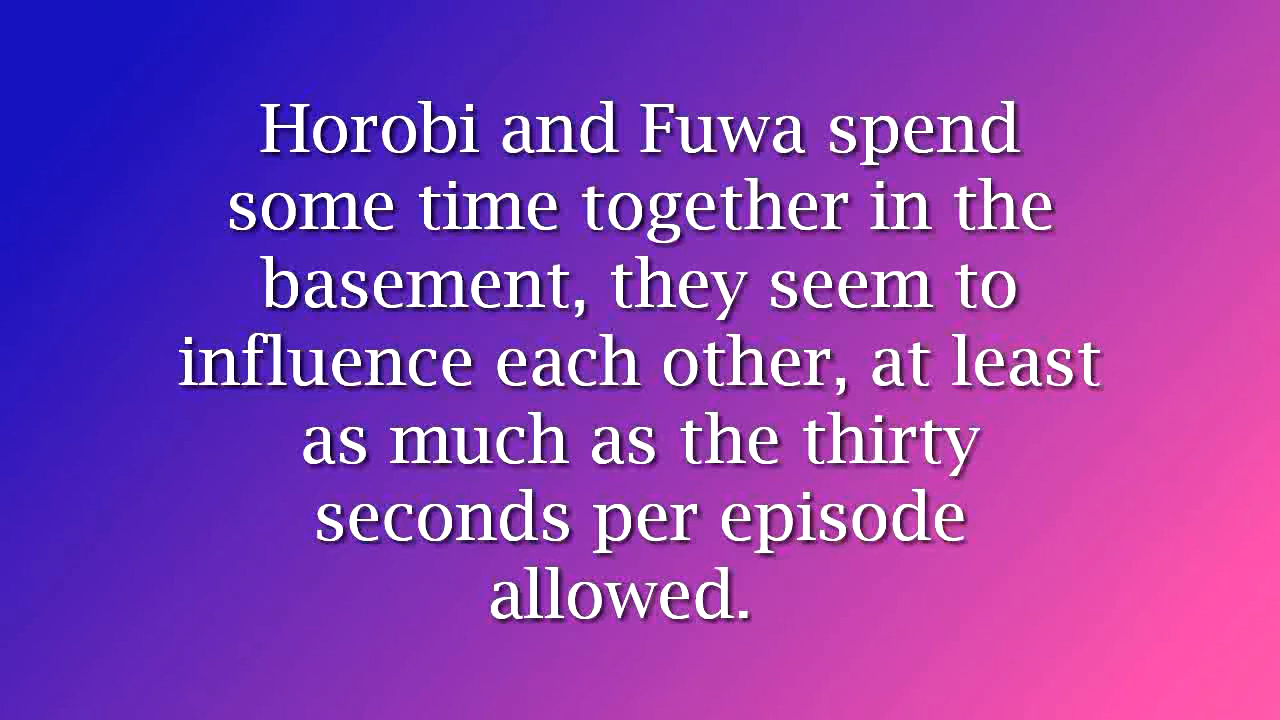 Horobi and Fuwa spend
some time together in the
basement, they seem to
influence each other, at least
as much as the thirty
seconds per episode
allowed.